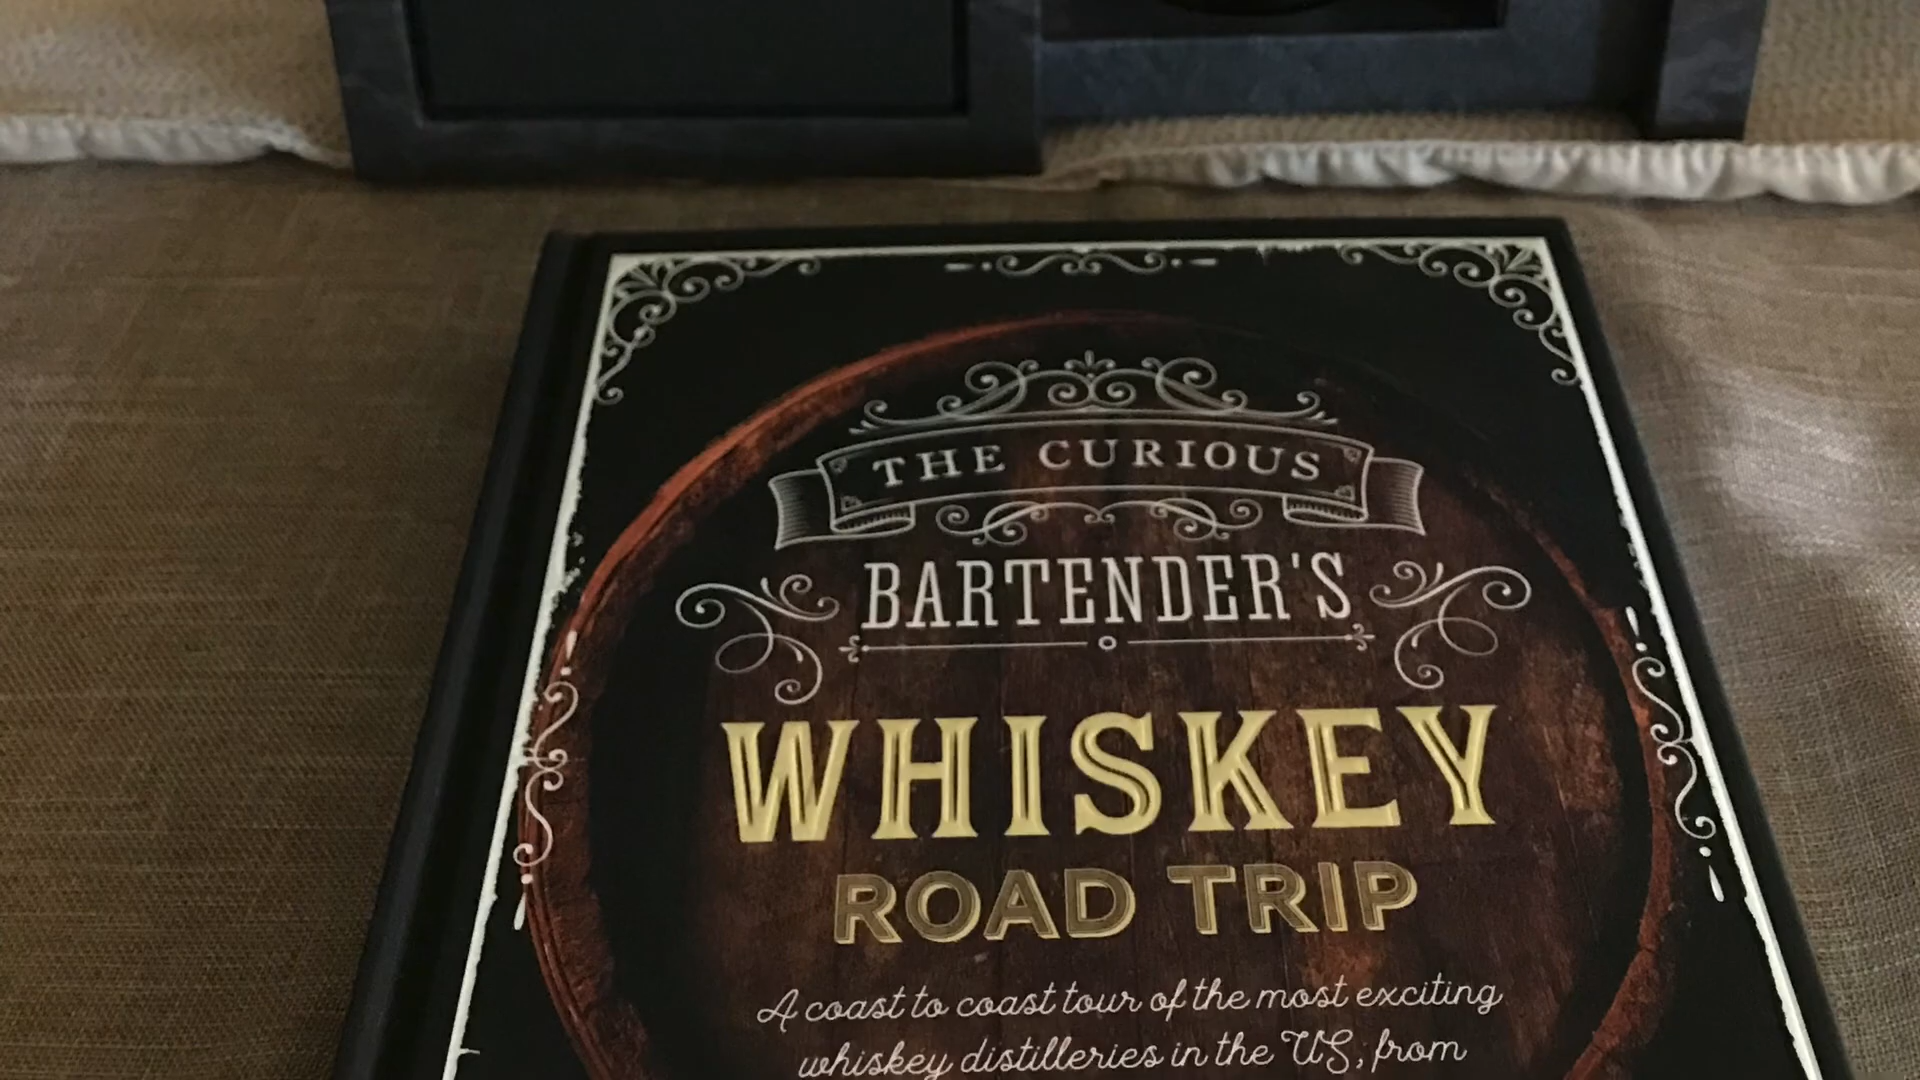 THE CURIOUS
BARTENDER'S
WHISKEY
ROAD TRIP
A coast to coast tour of the most exciting
whiskey distilleries in the US, from